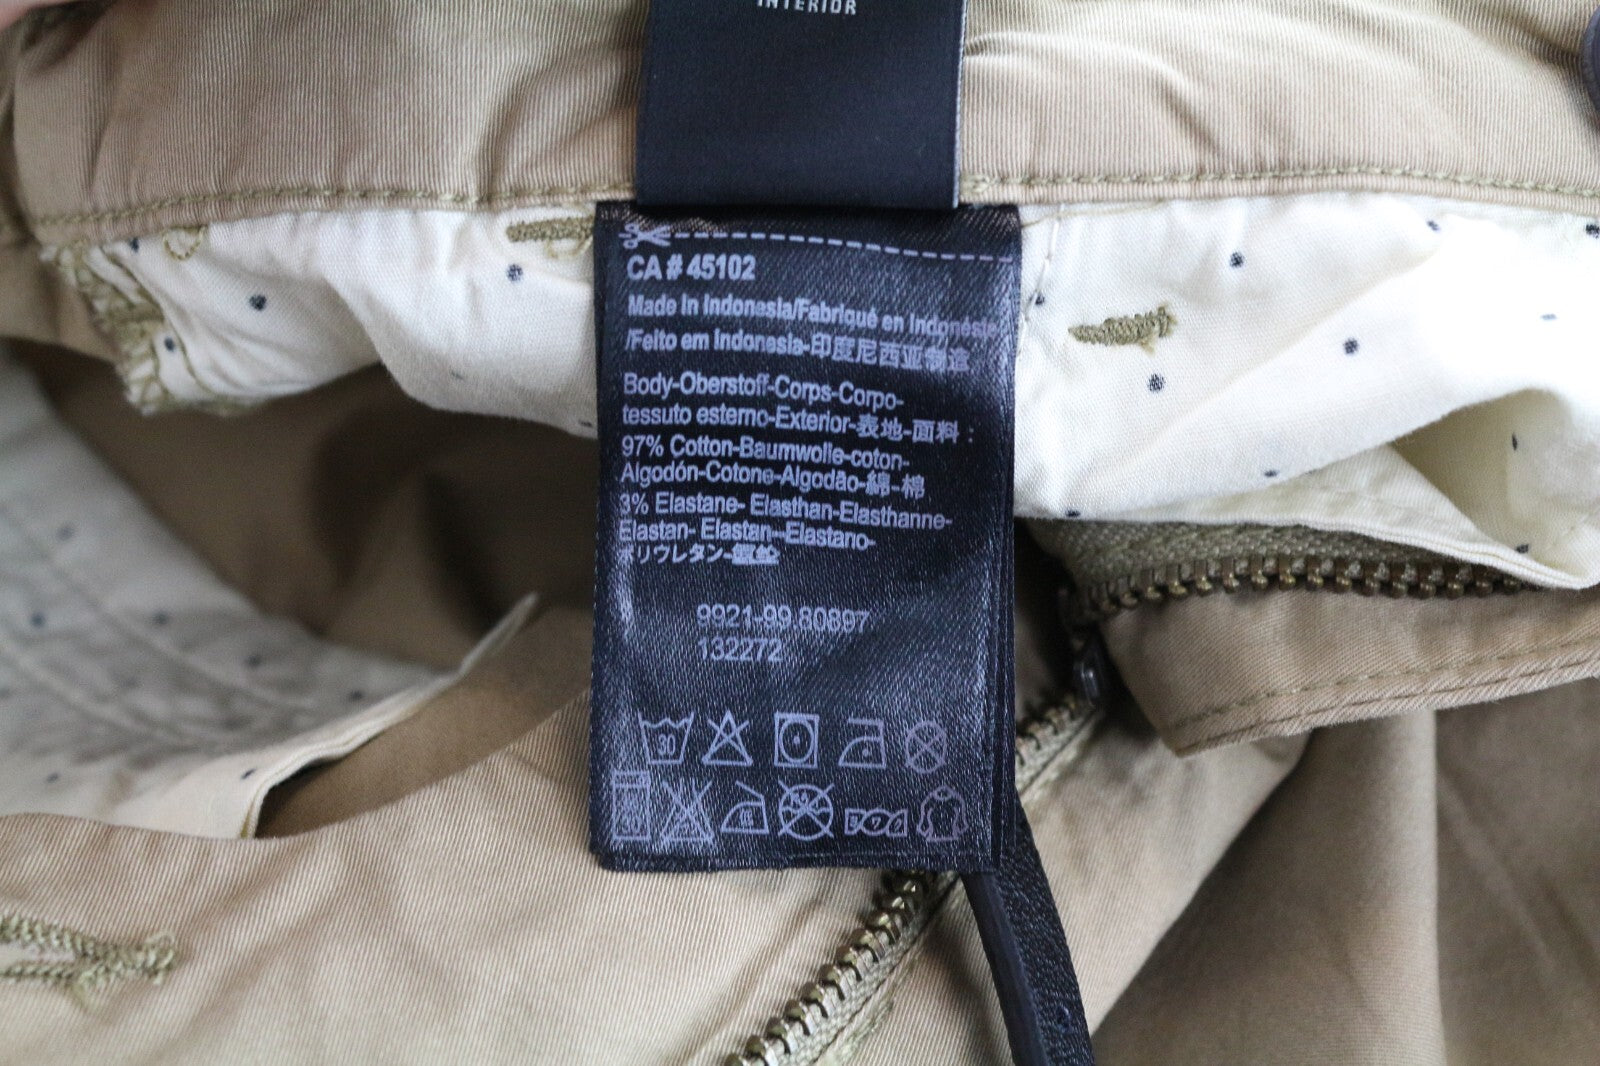 INTERIOR
CA # 45102
Made in Indonesia/Fabriqué en Indonésie
/Feito em Indonesia-印度尼西亚制造
Body-Oberstoff-Corps-Corpo-
tessuto esterno-Exterior-表地-面料：
97% Cotton-Baumwolle-coton-
Algodón-Cotone-Algodão-綿-棉
3% Elastane- Elasthan-Elasthanne-
Elastan- Elastan--Elastano-
ポリウレタン-
9921-99.80897
132272
30